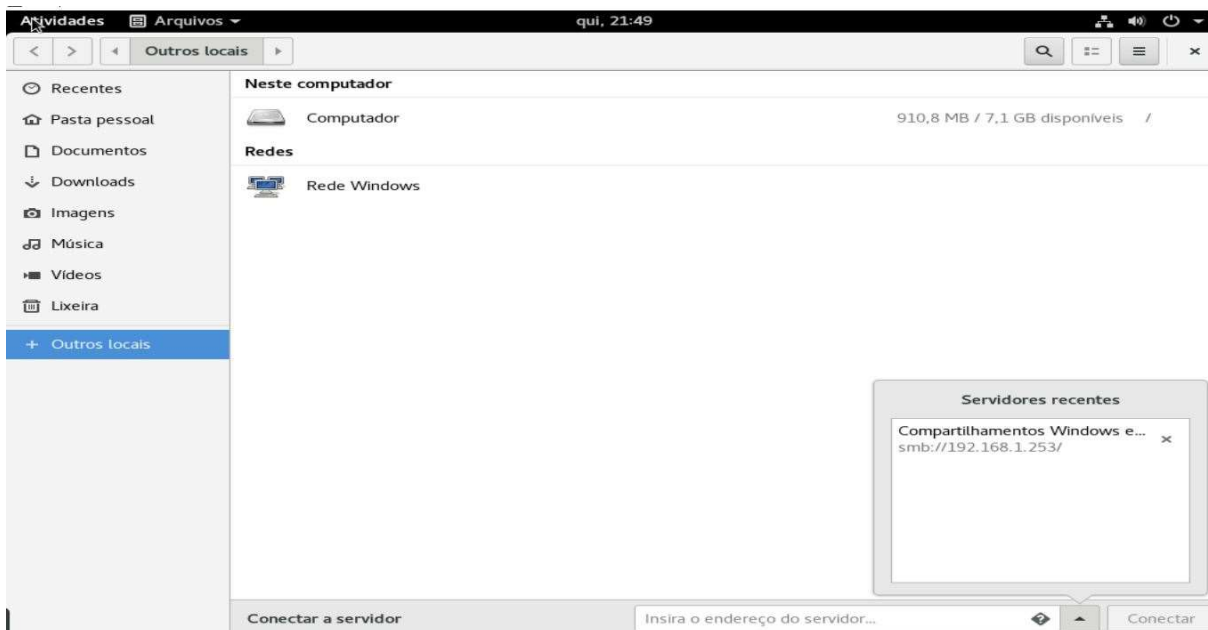 Atividades Arquivos qui, 21:49
Outros locais
Recentes
Pasta pessoal
Documentos
Downloads
Imagens
Música
Vídeos
Lixeira
+ Outros locais
Neste computador
Computador 910,8 MB / 7,1 GB disponíveis /
Redes
Rede Windows
Servidores recentes
Compartilhamentos Windows e...
smb://192.168.1.253/
Conectar a servidor Insira o endereço do servidor... Conectar